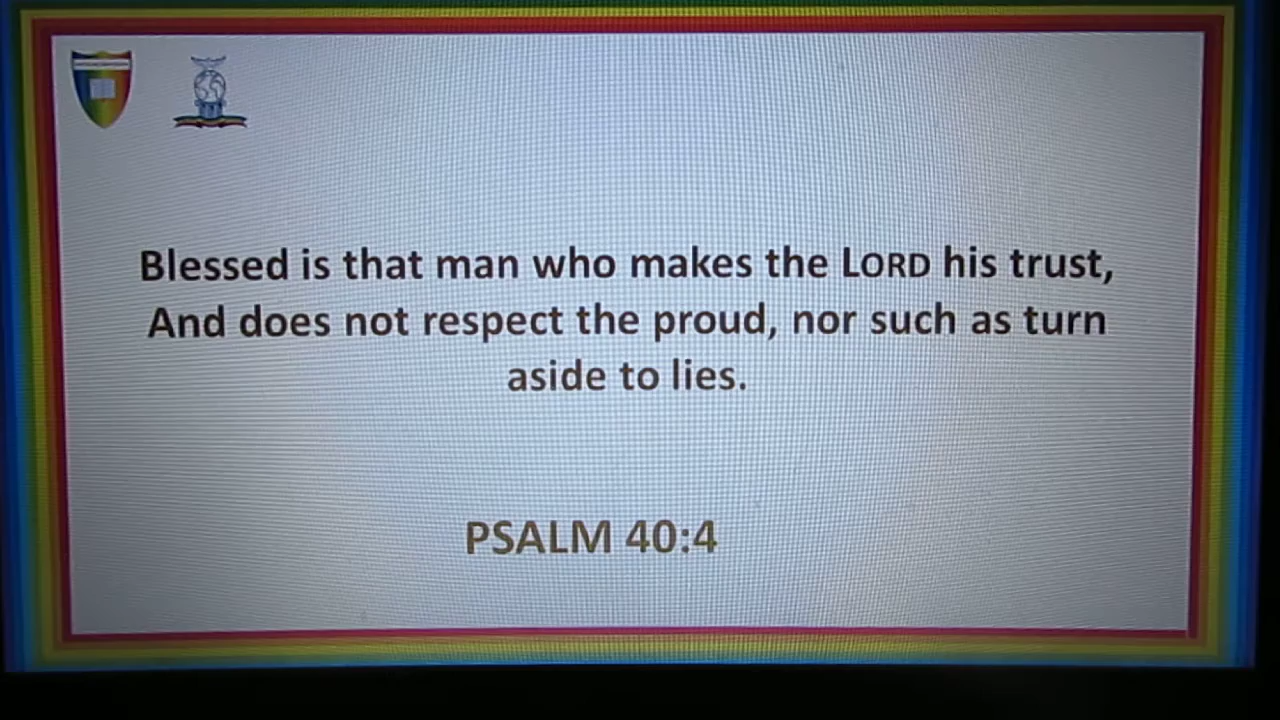 Blessed is that man who makes the LORD his trust,
And does not respect the proud, nor such as turn
aside to lies.
PSALM 40:4